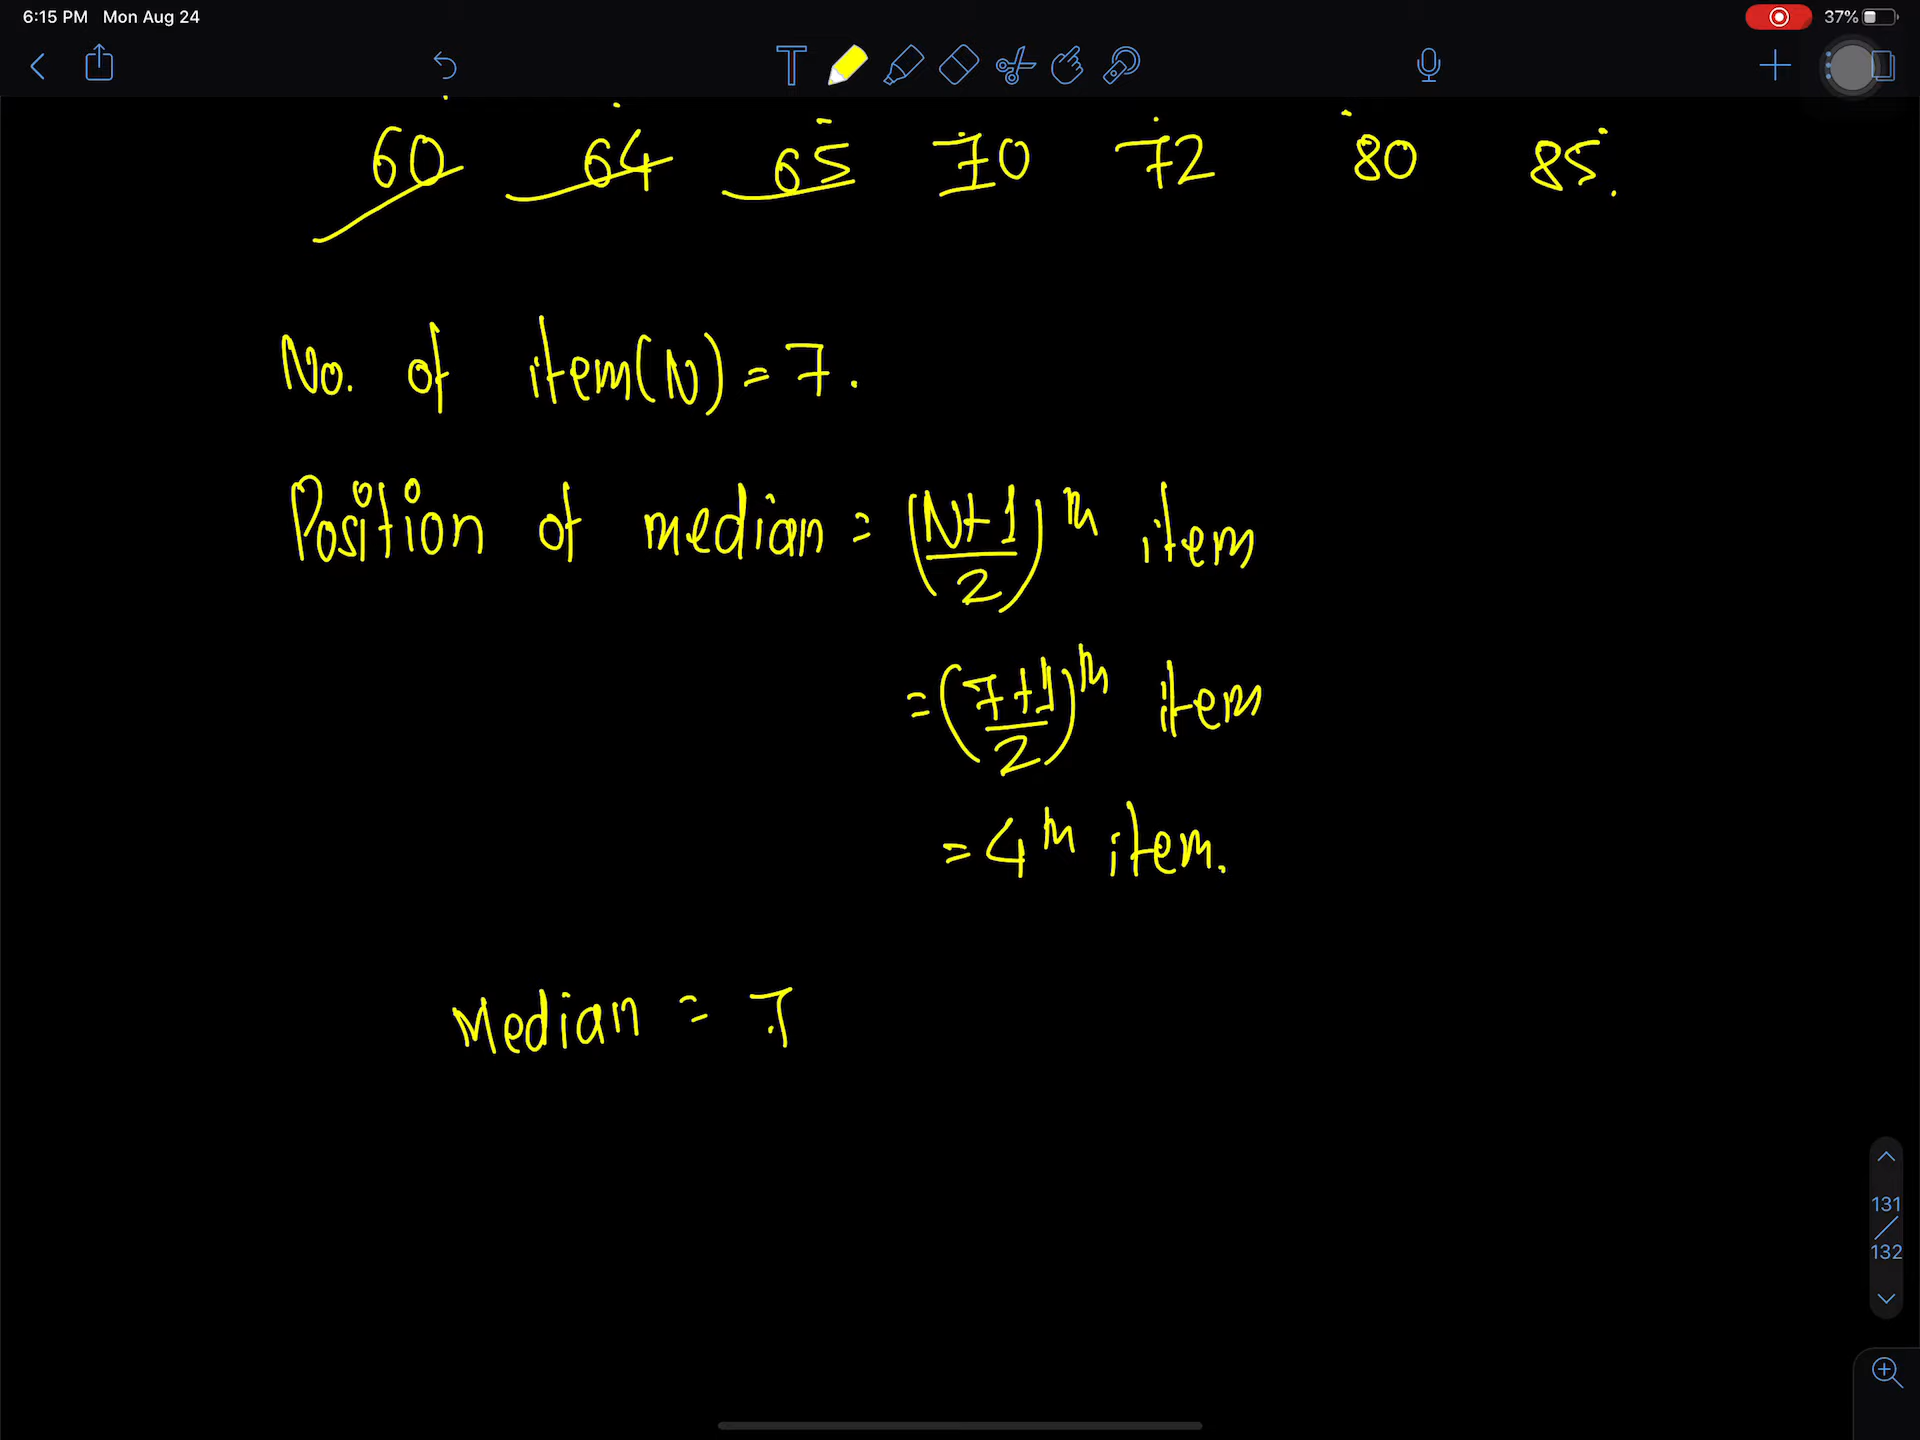 6:15 PM Mon Aug 24
37%
60 64 65 70 72 80 85.
No. of item(N) = 7.
Position of median = (N+1/2)th item
= (7+1/2)th item
= 4th item.
Median = 7
131
132